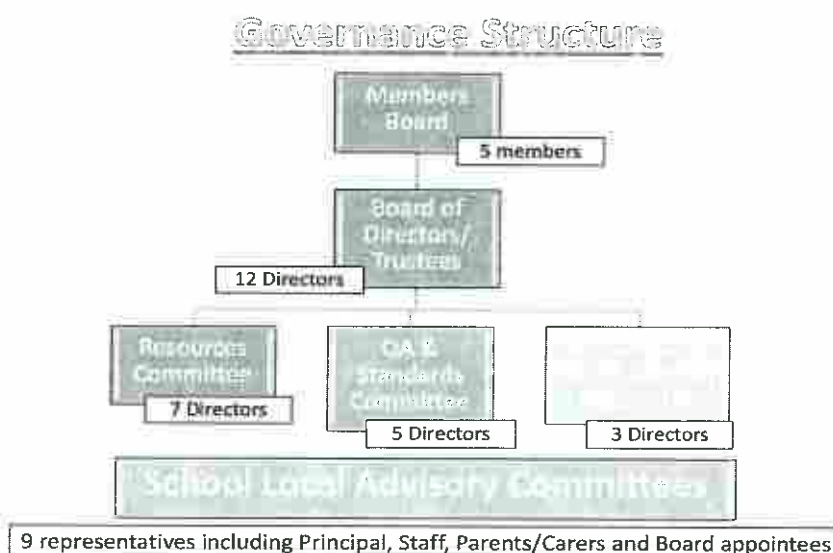 Governance Structure
Members
Board
5 members
Board of
Directors/
Trustees
12 Directors
Resources
Committee
7 Directors
QA &
Standards
Committee
5 Directors
3 Directors
School Local Advisory Committees
9 representatives including Principal, Staff, Parents/Carers and Board appointees